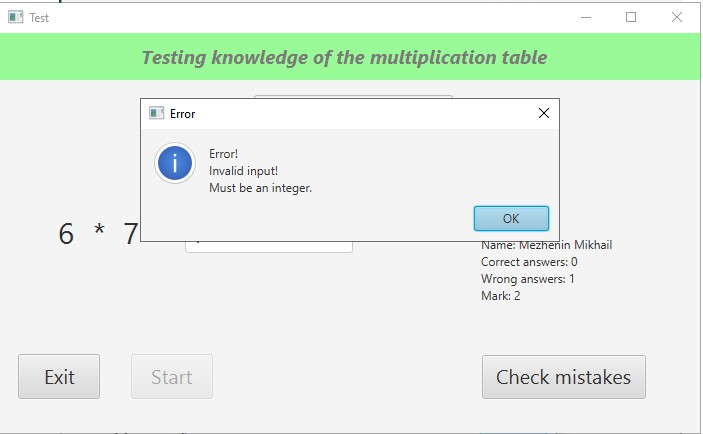 Test
Testing knowledge of the multiplication table
Error
Error!
Invalid input!
Must be an integer.
OK
6 * 7
Name: Mezhenin Mikhail
Correct answers: 0
Wrong answers: 1
Mark: 2
Exit
Start
Check mistakes